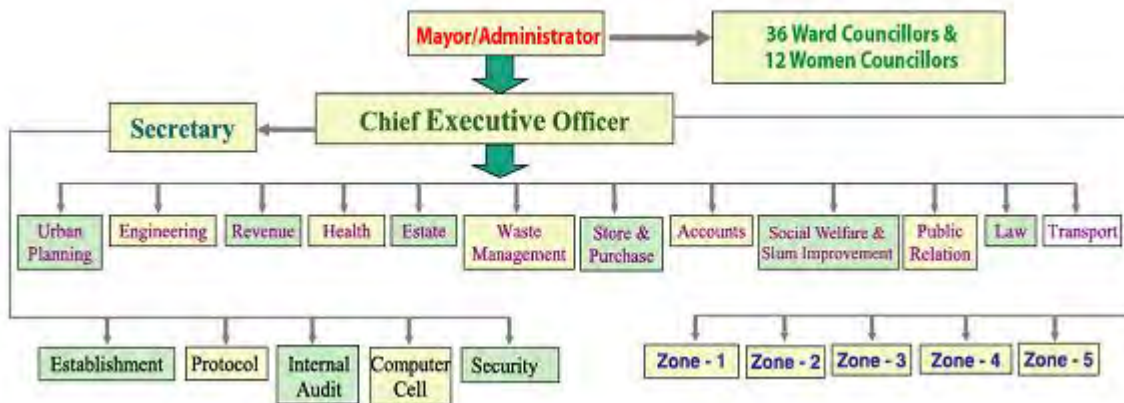 Mayor/Administrator
36 Ward Councillors &
12 Women Councillors
Secretary
Chief Executive Officer
Urban
Planning
Engineering
Revenue
Health
Estate
Waste
Management
Store &
Purchase
Accounts
Social Welfare &
Slum Improvement
Public
Relation
Law
Transport
Establishment
Protocol
Internal
Audit
Computer
Cell
Security
Zone - 1
Zone - 2
Zone - 3
Zone - 4
Zone - 5